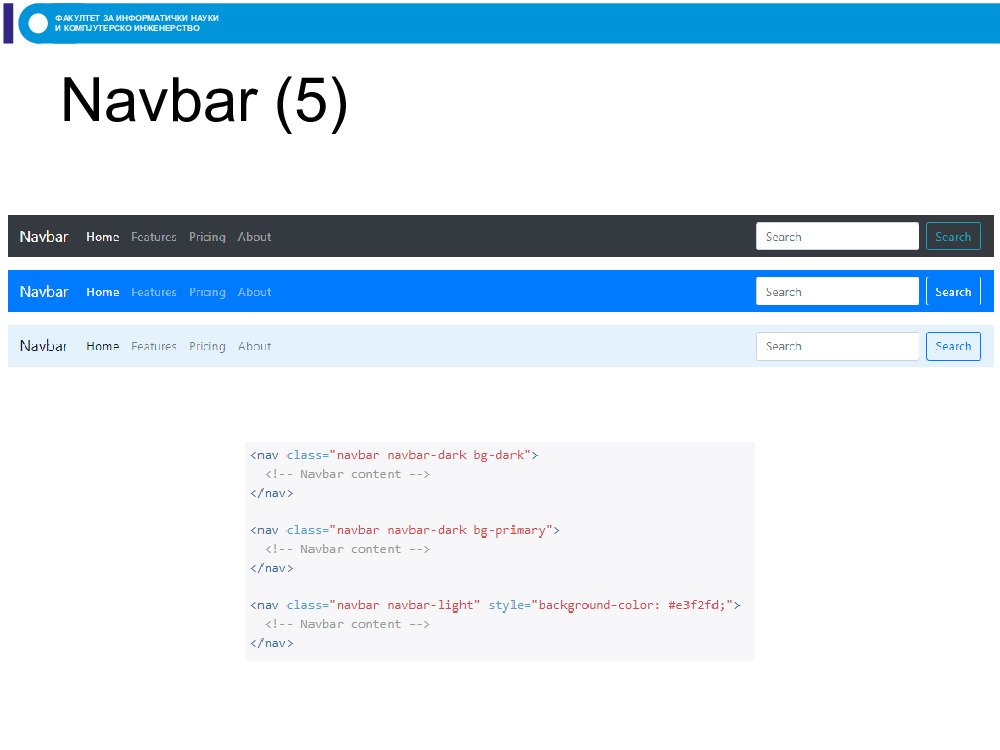 ФАКУЛТЕТ ЗА ИНФОРМАТИЧКИ НАУКИ
И КОМПЈУТЕРСКО ИНЖЕНЕРСТВО
Navbar (5)
Navbar Home Features Pricing About Search Search
Navbar Home Features Pricing About Search Search
Navbar Home Features Pricing About Search Search
<nav class="navbar navbar-dark bg-dark">
<!-- Navbar content -->
</nav>
<nav class="navbar navbar-dark bg-primary">
<!-- Navbar content -->
</nav>
<nav class="navbar navbar-light" style="background-color: #e3f2fd;">
<!-- Navbar content -->
</nav>